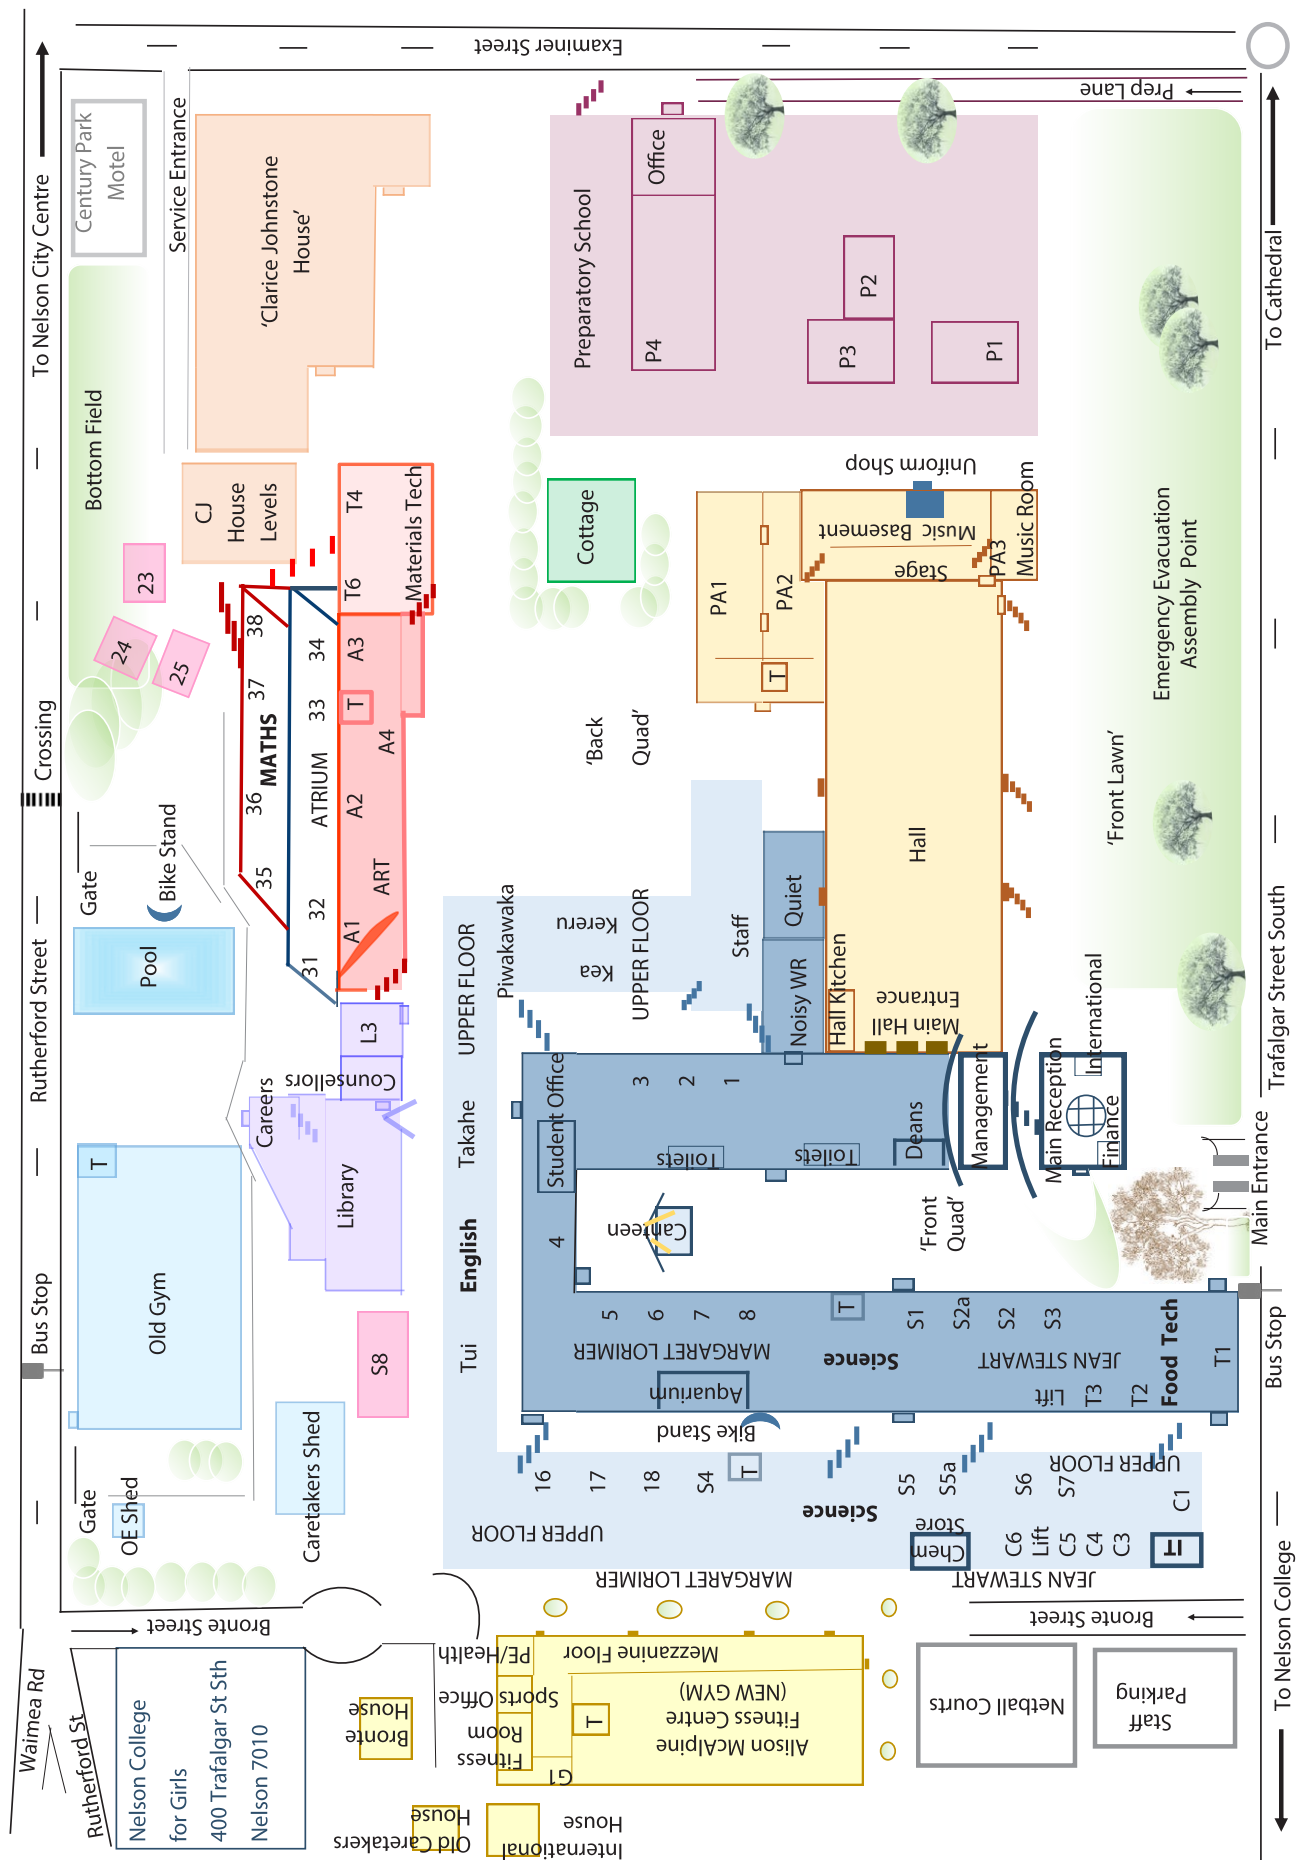 Examiner Street
Prep Lane
To Nelson City Centre
Century Park
Motel
Service Entrance
'Clarice Johnstone
House'
Office
Preparatory School
P4
P2
P3
P1
To Cathedral
Bottom Field
CJ
House
Levels
T4
T6
Materials Tech
Cottage
Uniform Shop
Music Basement
Stage
PA3
Music Room
PA1
PA2
T
Emergency Evacuation
Assembly Point
23
24
25
38
37
36
35
MATHS
34
33
32
31
ATRIUM
A3
T
A4
A2
ART
A1
Crossing
'Back
Quad'
Hall
'Front Lawn'
Gate
Bike Stand
Pool
Rutherford Street
L3
Counsellors
Careers
Library
UPPER FLOOR
Piwakawaka
Kereru
Kea
UPPER FLOOR
Staff
Quiet
Noisy WR
Hall Kitchen
Main Hall
Entrance
International
Trafalgar Street South
Takahe
English
Tui
Student Office
3
2
1
Toilets
Toilets
Deans
Management
Main Reception
Finance
Main Entrance
T
Old Gym
Bus Stop
S8
4
Canteen
'Front
Quad'
5
6
7
8
T
S1
S2a
S2
S3
MARGARET LORIMER
Science
JEAN STEWART
Food Tech
T1
Aquarium
Lift
T3
T2
Bus Stop
Bike Stand
Gate
OE Shed
Caretakers Shed
16
17
18
S4
T
UPPER FLOOR
Science
S5
S5a
S6
S7
UPPER FLOOR
C1
Chem
Store
C6
Lift
C5
C4
C3
IT
MARGARET LORIMER
JEAN STEWART
Bronte Street
Bronte Street
Waimea Rd
Rutherford St
Nelson College
for Girls
400 Trafalgar St Sth
Nelson 7010
Bronte
House
PE/Health
Sports Office
Fitness
Room
G1
T
Mezzanine Floor
Alison McAlpine
Fitness Centre
(NEW GYM)
Netball Courts
Staff
Parking
To Nelson College
Old Caretakers
House
International
House